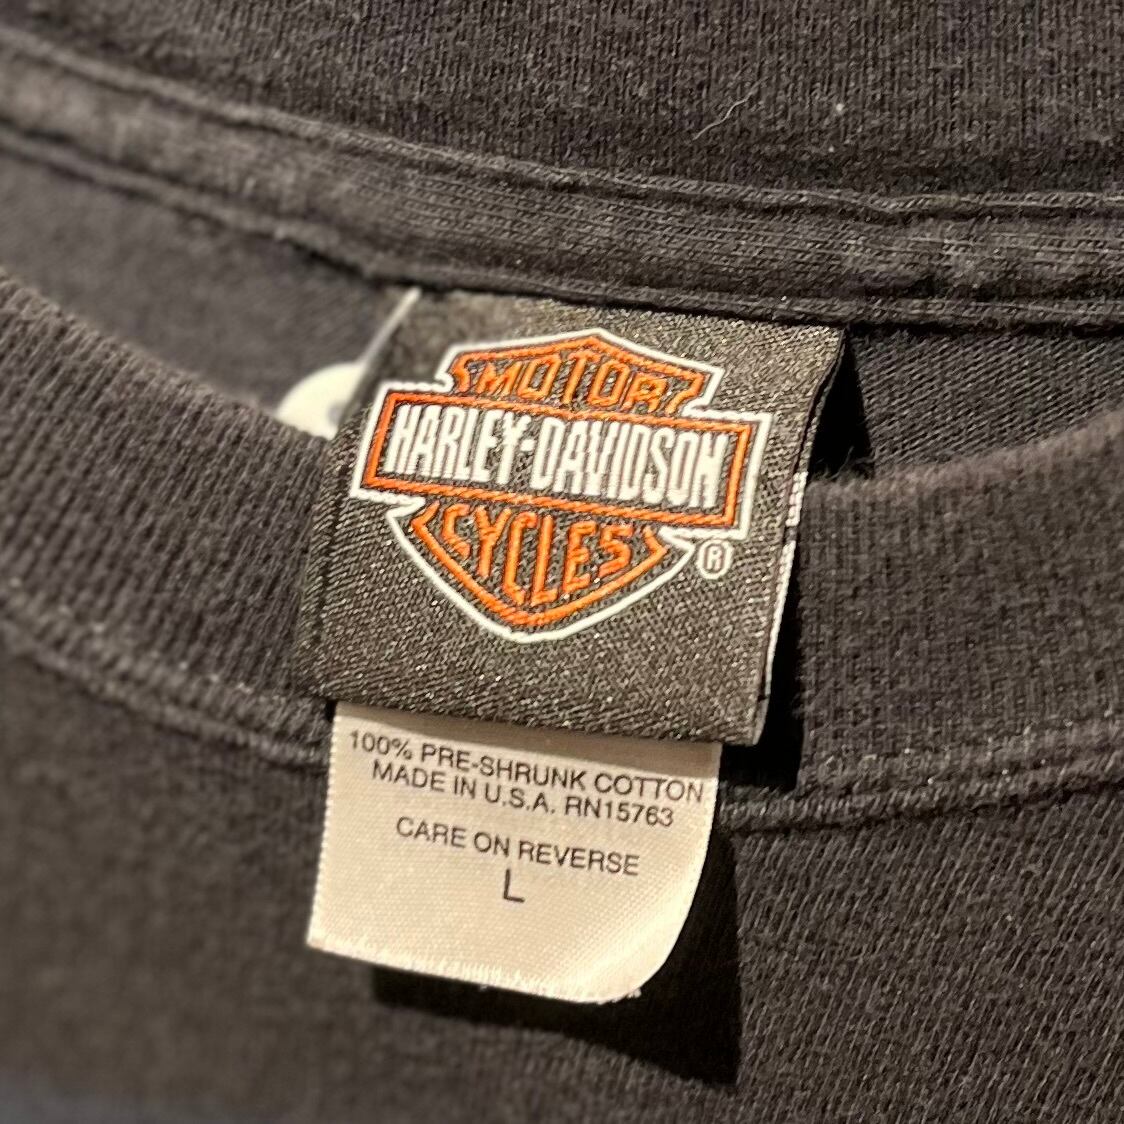 MOTOR
HARLEY-DAVIDSON
CYCLES
®
100% PRE-SHRUNK COTTON
MADE IN U.S.A. RN15763
CARE ON REVERSE
L